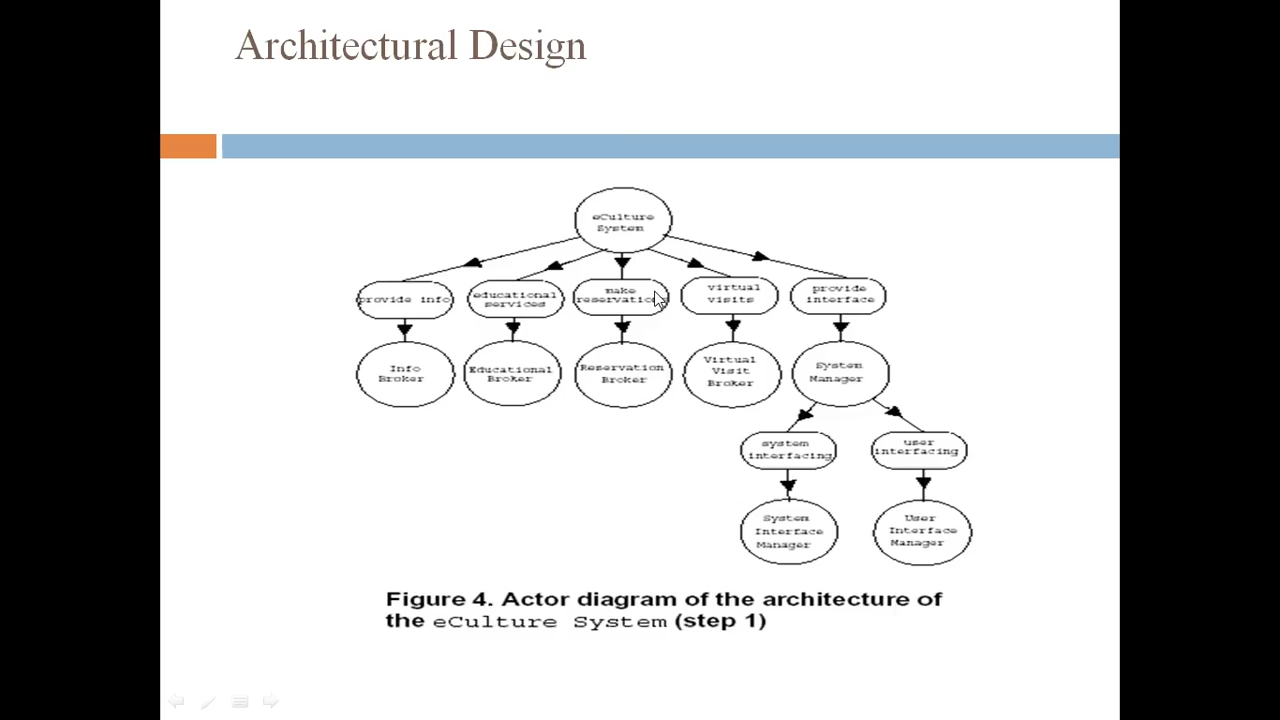 Architectural Design
eCulture
System
provide info
educational
services
make
reservations
virtual
visits
provide
interface
Info
Broker
Educational
Broker
Reservation
Broker
Virtual
Visit
Broker
System
Manager
system
interfacing
user
interfacing
System
Interface
Manager
User
Interface
Manager
Figure 4. Actor diagram of the architecture of
the eCulture System (step 1)